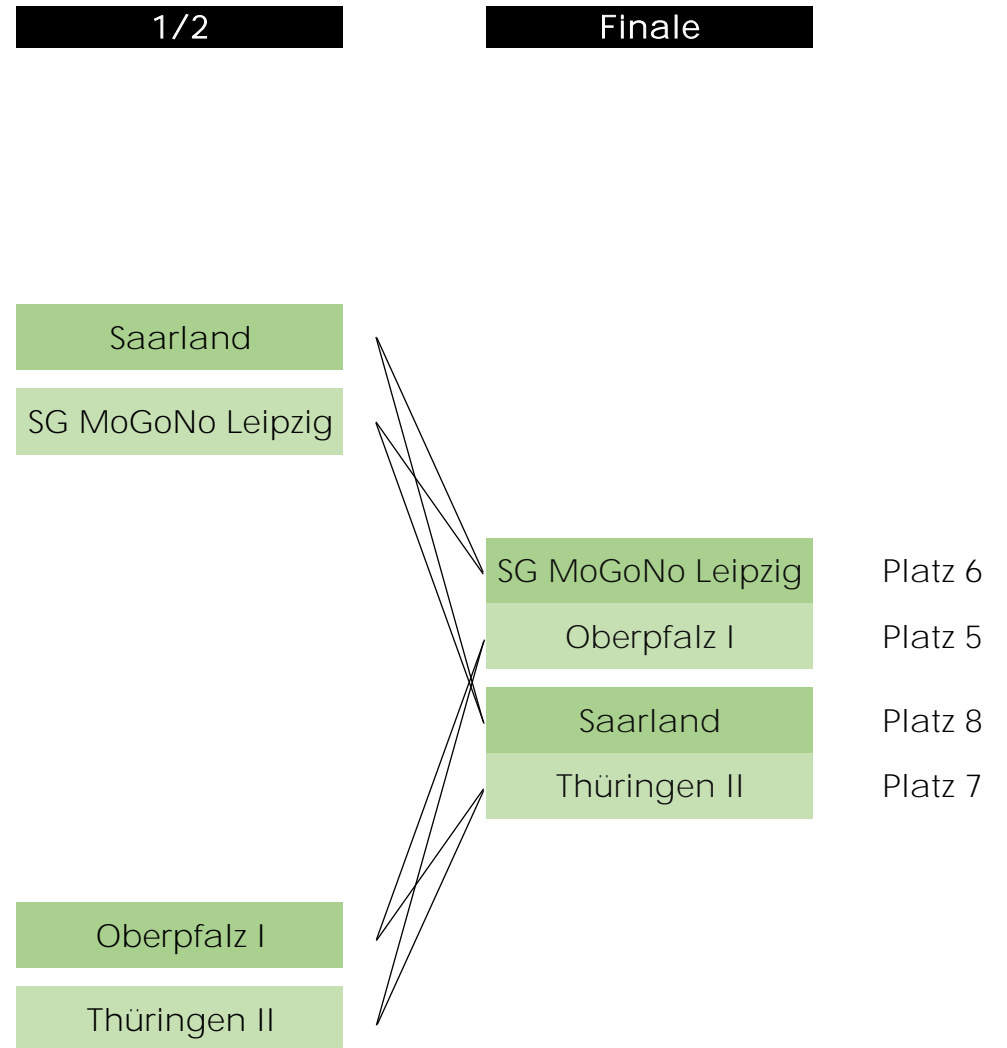 1/2
Finale
Saarland
SG MoGoNo Leipzig
SG MoGoNo Leipzig Platz 6
Oberpfalz I Platz 5
Saarland Platz 8
Thüringen II Platz 7
Oberpfalz I
Thüringen II